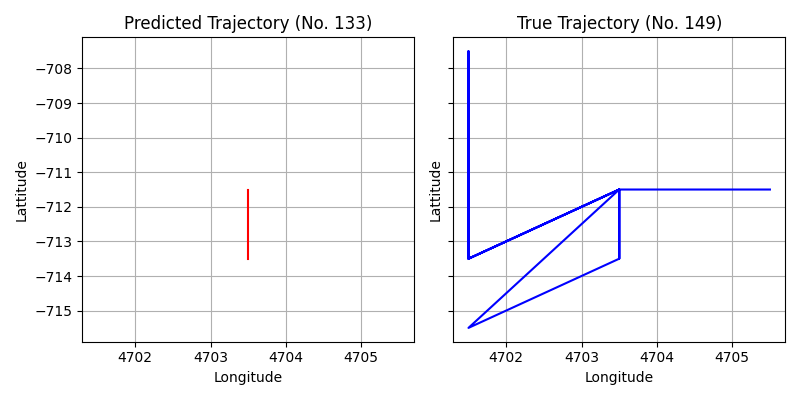 Predicted Trajectory (No. 133)
True Trajectory (No. 149)
Lattitude
−708
−709
−710
−711
−712
−713
−714
−715
4702
4703
4704
4705
Longitude
Lattitude
4702
4703
4704
4705
Longitude